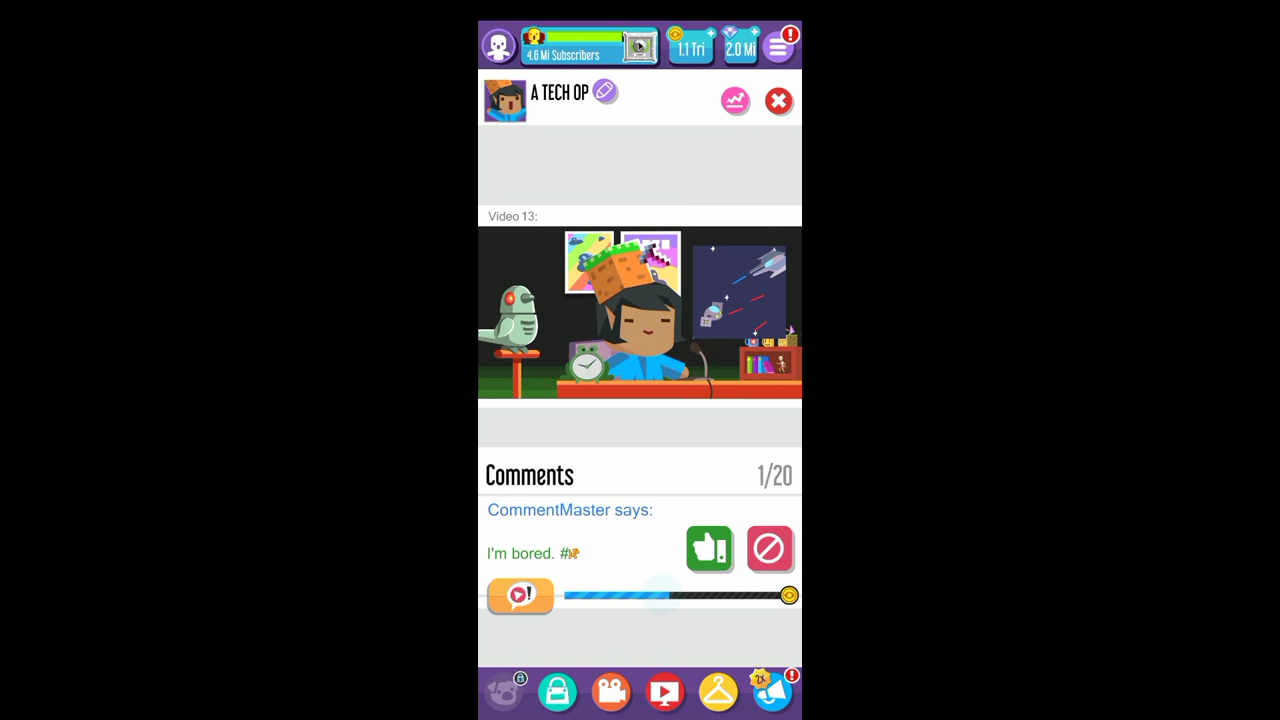 4.6 Mi Subscribers
1.1 Tri
2.0 Mi
A TECH OP
Video 13:
Comments
1/20
CommentMaster says:
I'm bored. #
2x